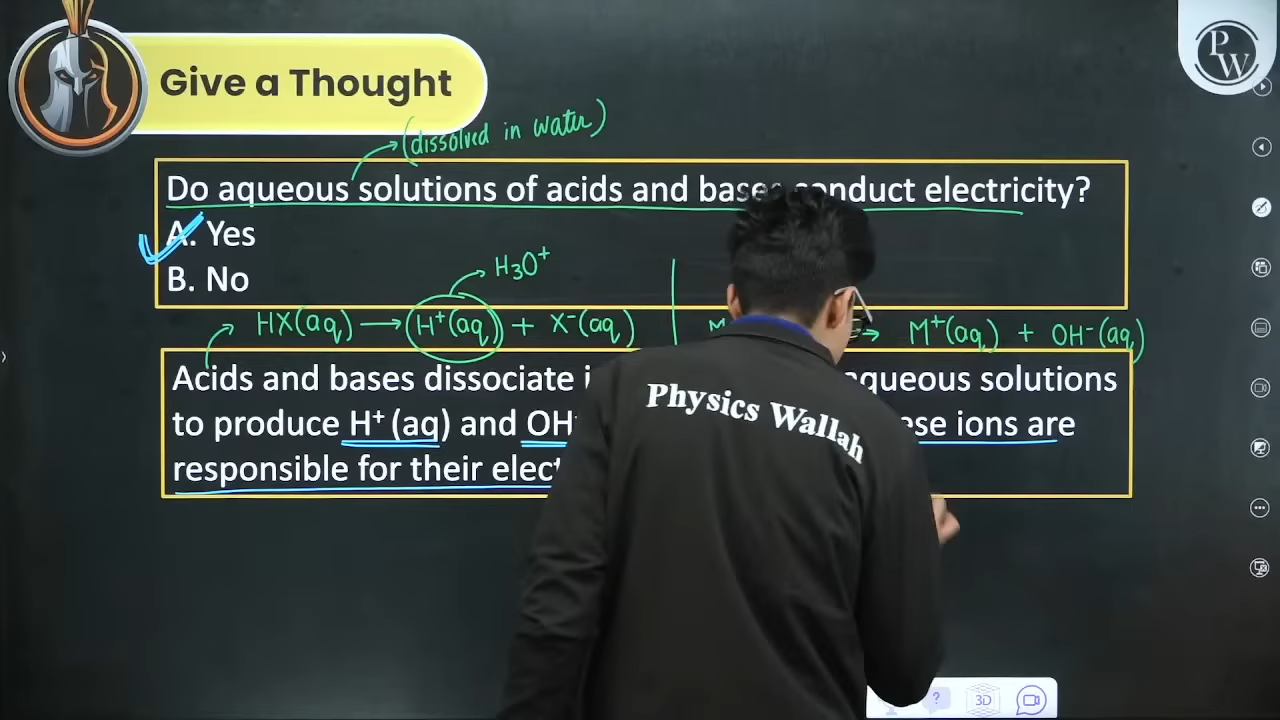 Give a Thought
PW
(dissolved in water)
Do aqueous solutions of acids and bases conduct electricity?
A. Yes
B. No
H₃O⁺
HX(aq) → H⁺(aq) + X⁻(aq)
→ M⁺(aq) + OH⁻(aq)
Acids and bases dissociate aqueous solutions
to produce H⁺ (aq) and OH ions are
responsible for their
Physics Wallah
? 3D